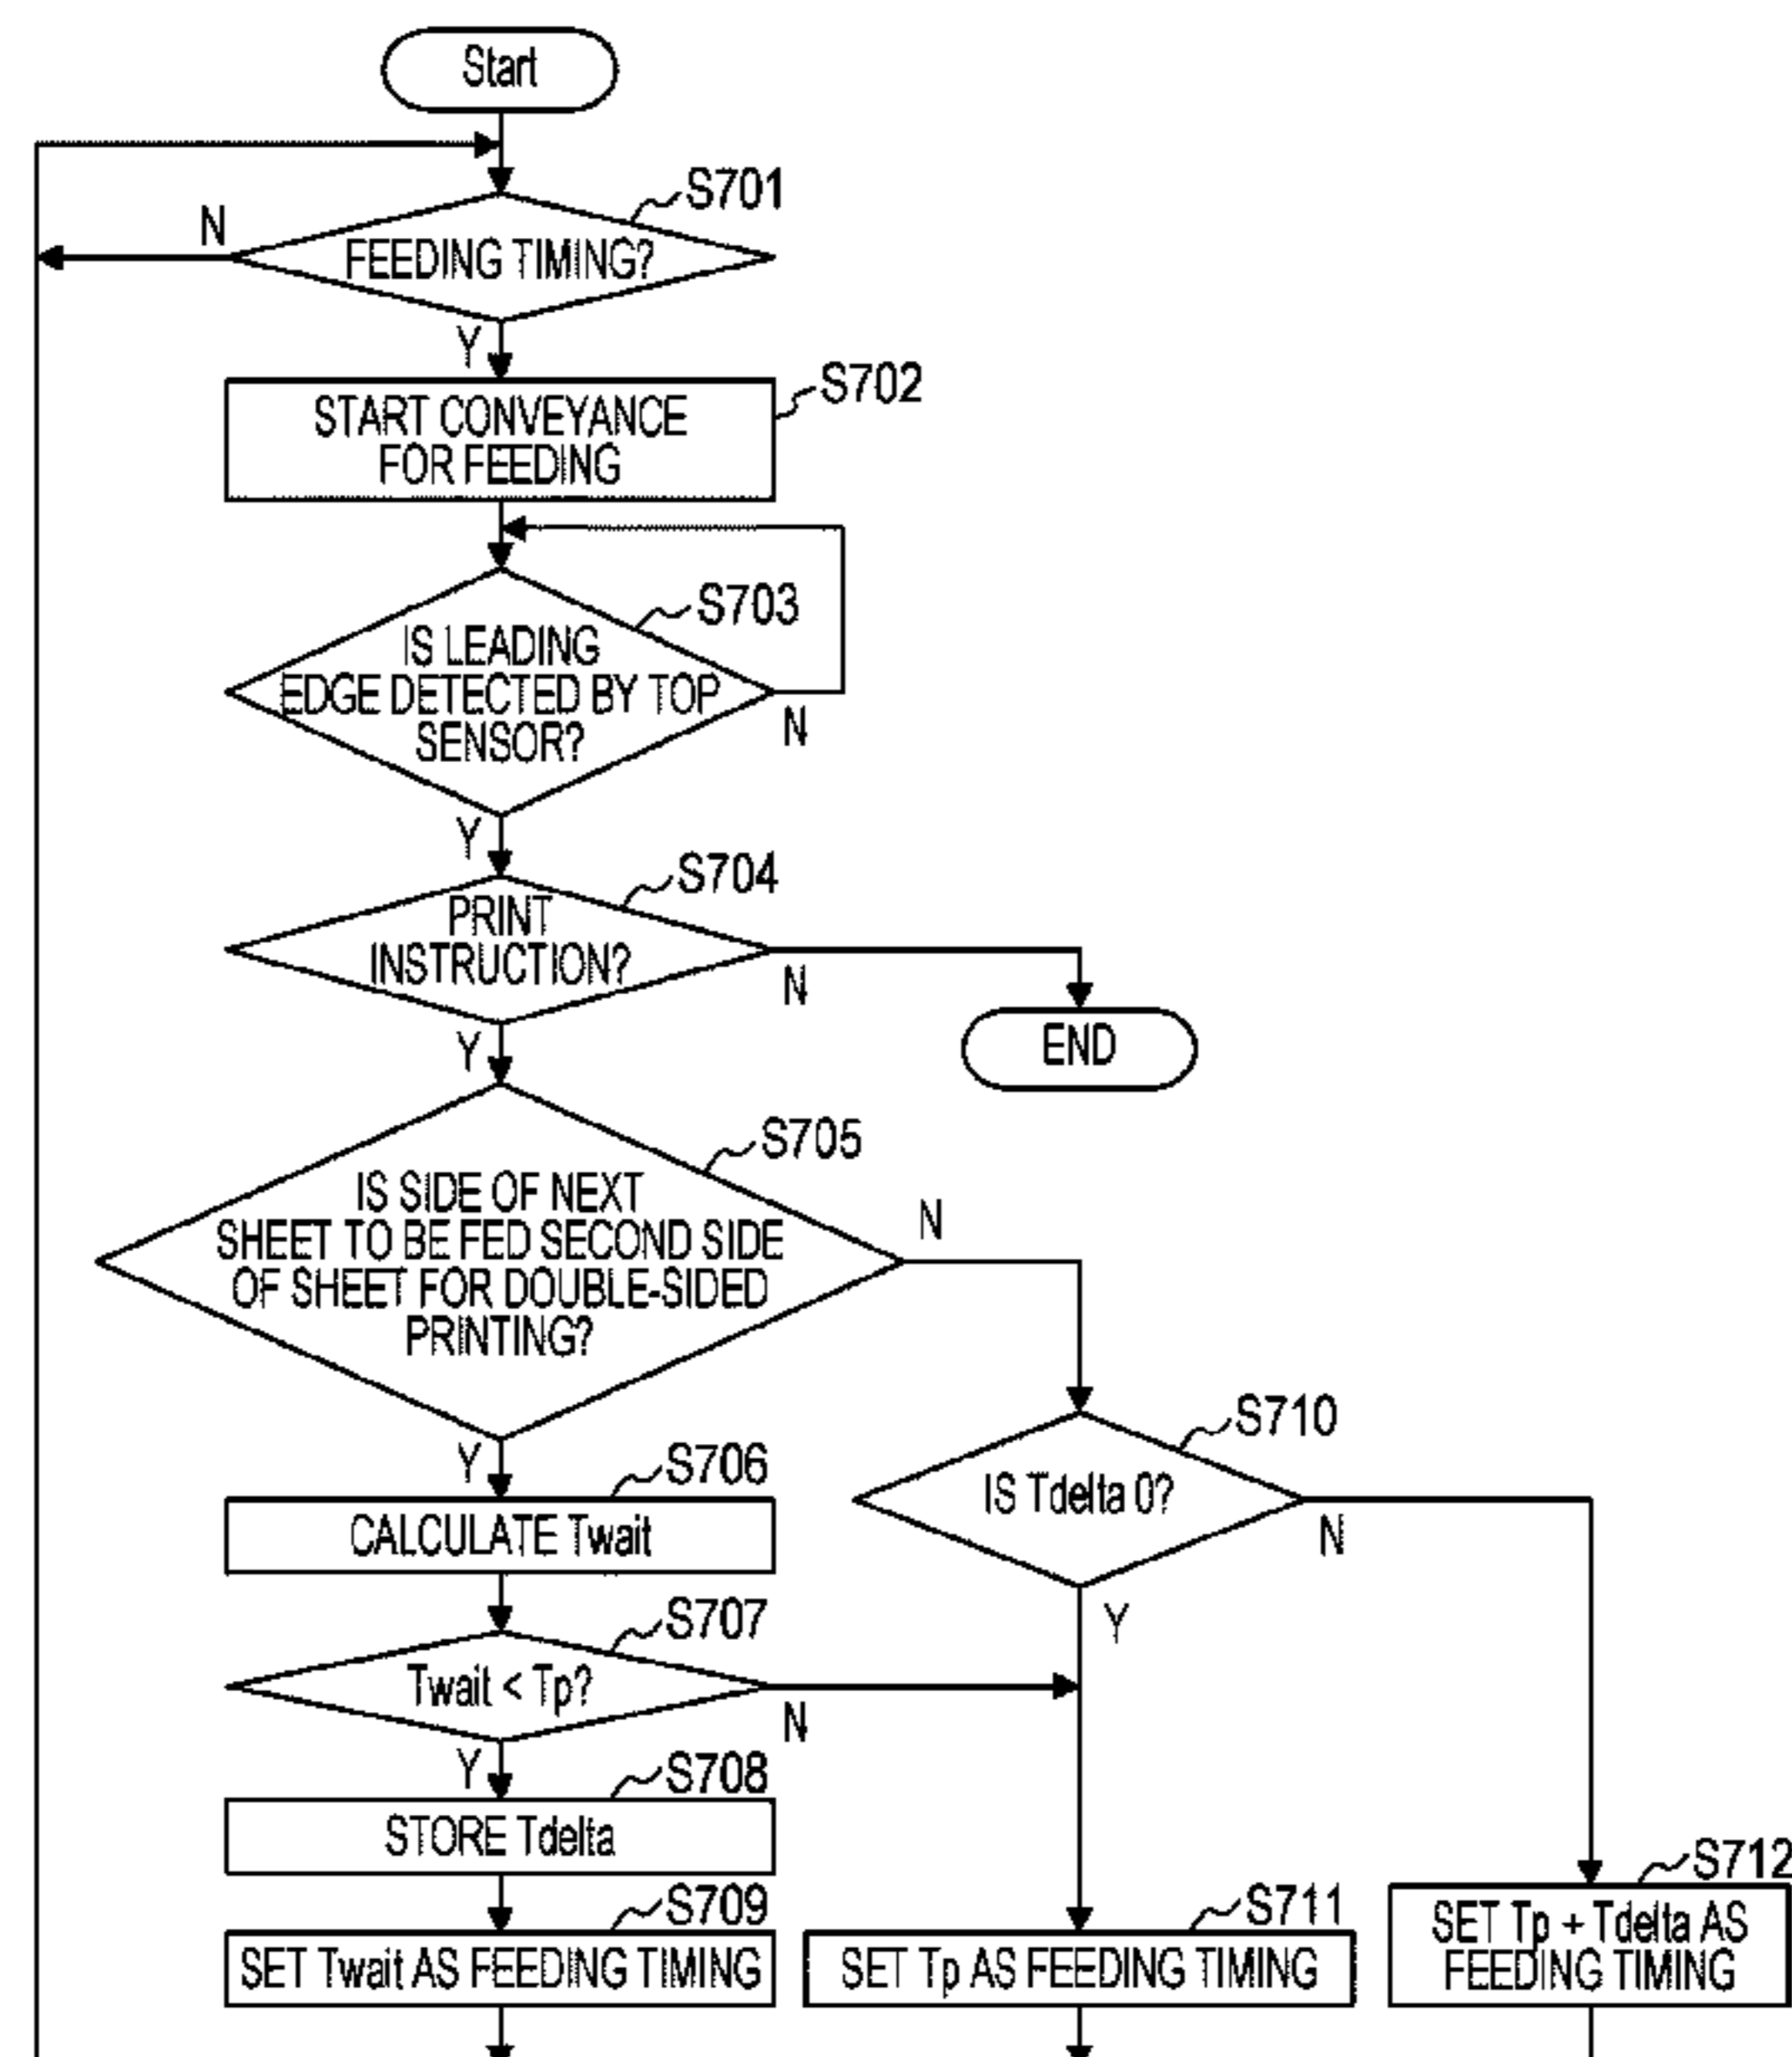 Start
S701
N
FEEDING TIMING?
Y
S702
START CONVEYANCE
FOR FEEDING
S703
IS LEADING
EDGE DETECTED BY TOP
SENSOR?
N
Y
S704
PRINT
INSTRUCTION?
N
Y
END
S705
IS SIDE OF NEXT
SHEET TO BE FED SECOND SIDE
OF SHEET FOR DOUBLE-SIDED
PRINTING?
N
Y
S710
IS Tdelta 0?
N
Y
S706
CALCULATE Twait
S707
Twait < Tp?
N
Y
S708
STORE Tdelta
S709
SET Twait AS FEEDING TIMING
S711
SET Tp AS FEEDING TIMING
S712
SET Tp + Tdelta AS
FEEDING TIMING